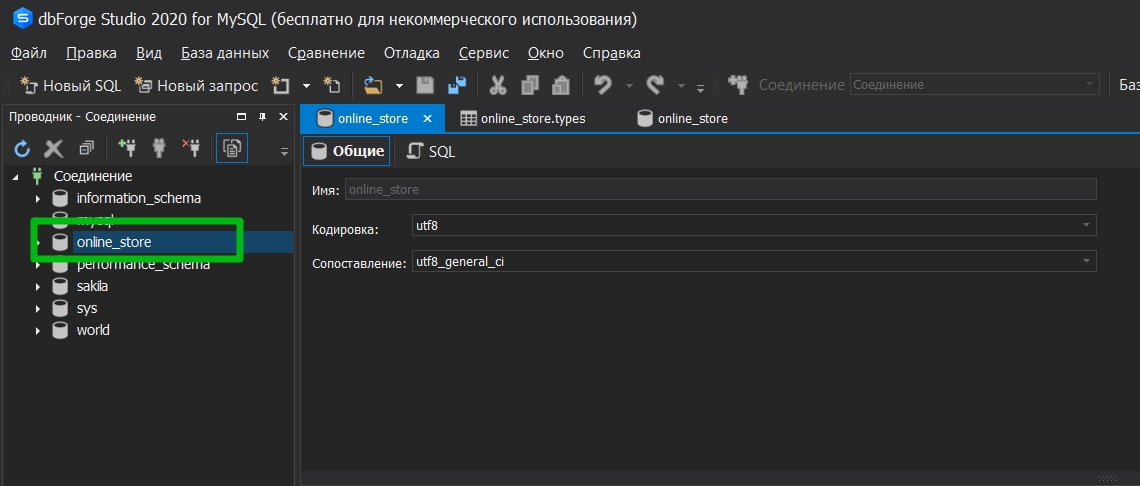 dbForge Studio 2020 for MySQL (бесплатно для некоммерческого использования)
Файл Правка Вид База данных Сравнение Отладка Сервис Окно Справка
Новый SQL Новый запрос Соединение Соединение Баз
Проводник - Соединение
online_store online_store.types online_store
Общие SQL
Соединение
information_schema
mysql
online_store
performance_schema
sakila
sys
world
Имя: online_store
Кодировка: utf8
Сопоставление: utf8_general_ci